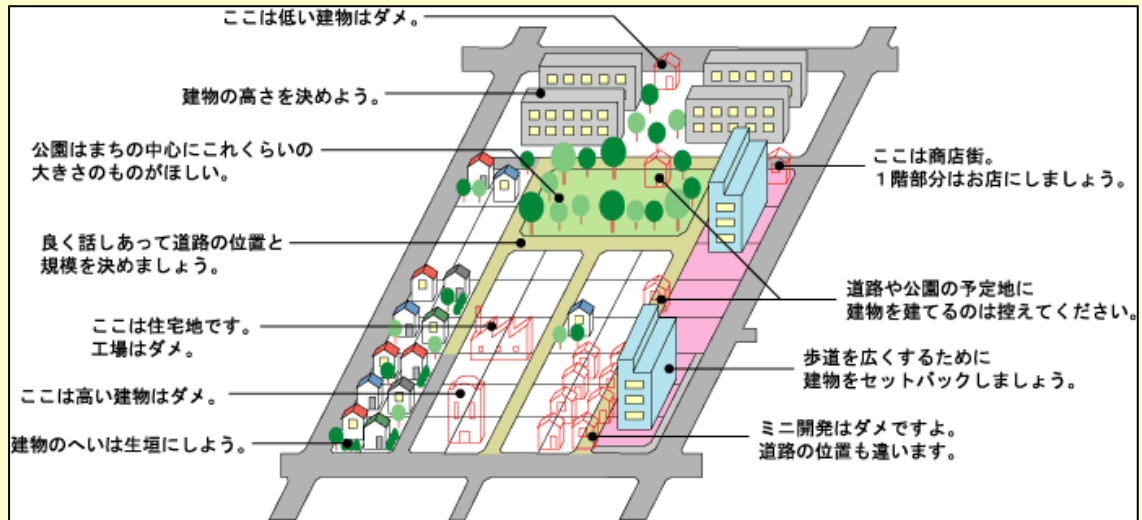 ここは低い建物はダメ。
建物の高さを決めよう。
公園はまちの中心にこれくらいの
大きさのものがほしい。
ここは商店街。
１階部分はお店にしましょう。
良く話しあって道路の位置と
規模を決めましょう。
道路や公園の予定地に
建物を建てるのは控えてください。
ここは住宅地です。
工場はダメ。
歩道を広くするために
建物をセットバックしましょう。
ここは高い建物はダメ。
ミニ開発はダメですよ。
道路の位置も違います。
建物のへいは生垣にしよう。